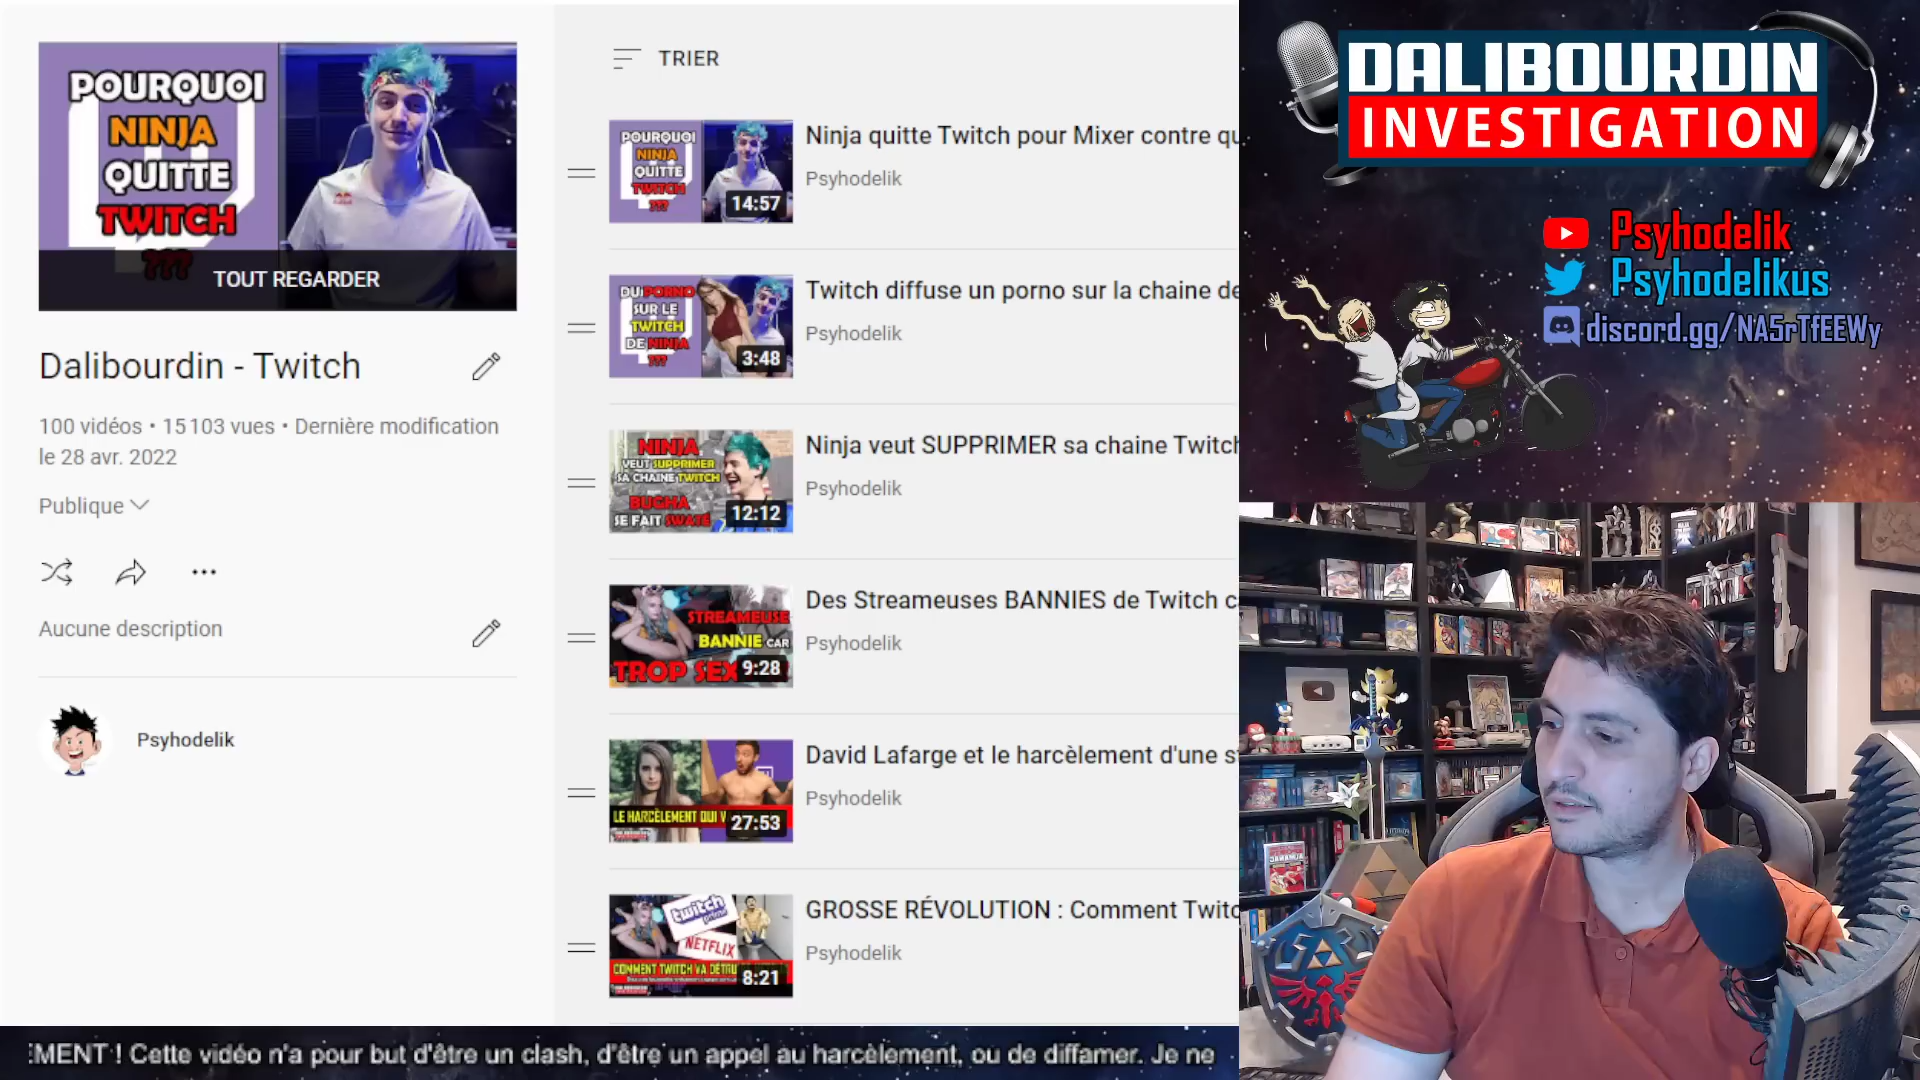 POURQUOI
NINJA
QUITTE
TWITCH
???
TOUT REGARDER
Dalibourdin - Twitch
100 vidéos • 15 103 vues • Dernière modification
le 28 avr. 2022
Publique
Aucune description
Psyhodelik
TRIER
POURQUOI
NINJA
QUITTE
TWITCH
???
14:57
Ninja quitte Twitch pour Mixer contre qu
Psyhodelik
DU PORNO
SUR LE
TWITCH
DE NINJA
???
3:48
Twitch diffuse un porno sur la chaine de
Psyhodelik
NINJA
VEUT SUPPRIMER
SA CHAINE TWITCH
BUGHA
SE FAIT SWATÉ
12:12
Ninja veut SUPPRIMER sa chaine Twitch
Psyhodelik
STREAMEUSE
BANNIE CAR
TROP SEX
9:28
Des Streameuses BANNIES de Twitch c
Psyhodelik
LE HARCÈLEMENT QUI V
27:53
David Lafarge et le harcèlement d'une s
Psyhodelik
twitch
prime
NETFLIX
COMMENT TWITCH VA DÉTRU
8:21
GROSSE RÉVOLUTION : Comment Twitc
Psyhodelik
DALIBOURDIN
INVESTIGATION
Psyhodelik
Psyhodelikus
discord.gg/NA5rTfEEWy
MENT ! Cette vidéo n'a pour but d'être un clash, d'être un appel au harcèlement, ou de diffamer. Je ne